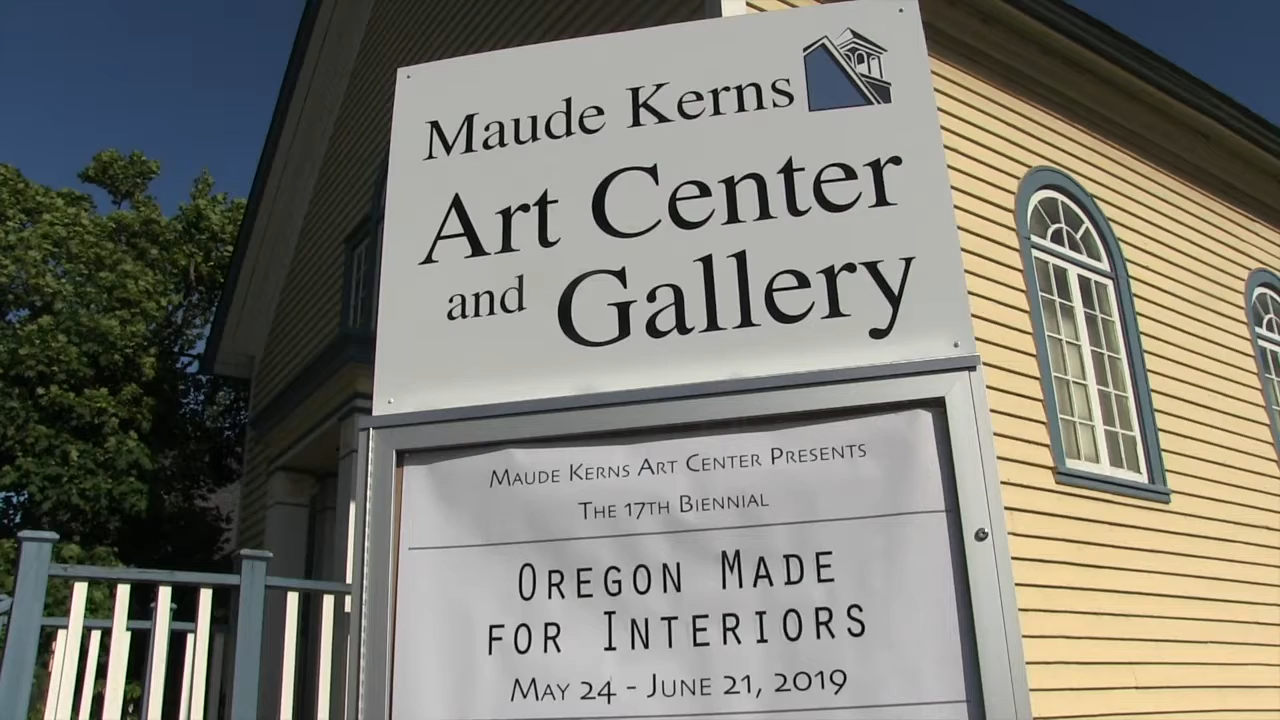 Maude Kerns
Art Center
and Gallery
Maude Kerns Art Center Presents
The 17th Biennial
Oregon Made
for Interiors
May 24 - June 21, 2019